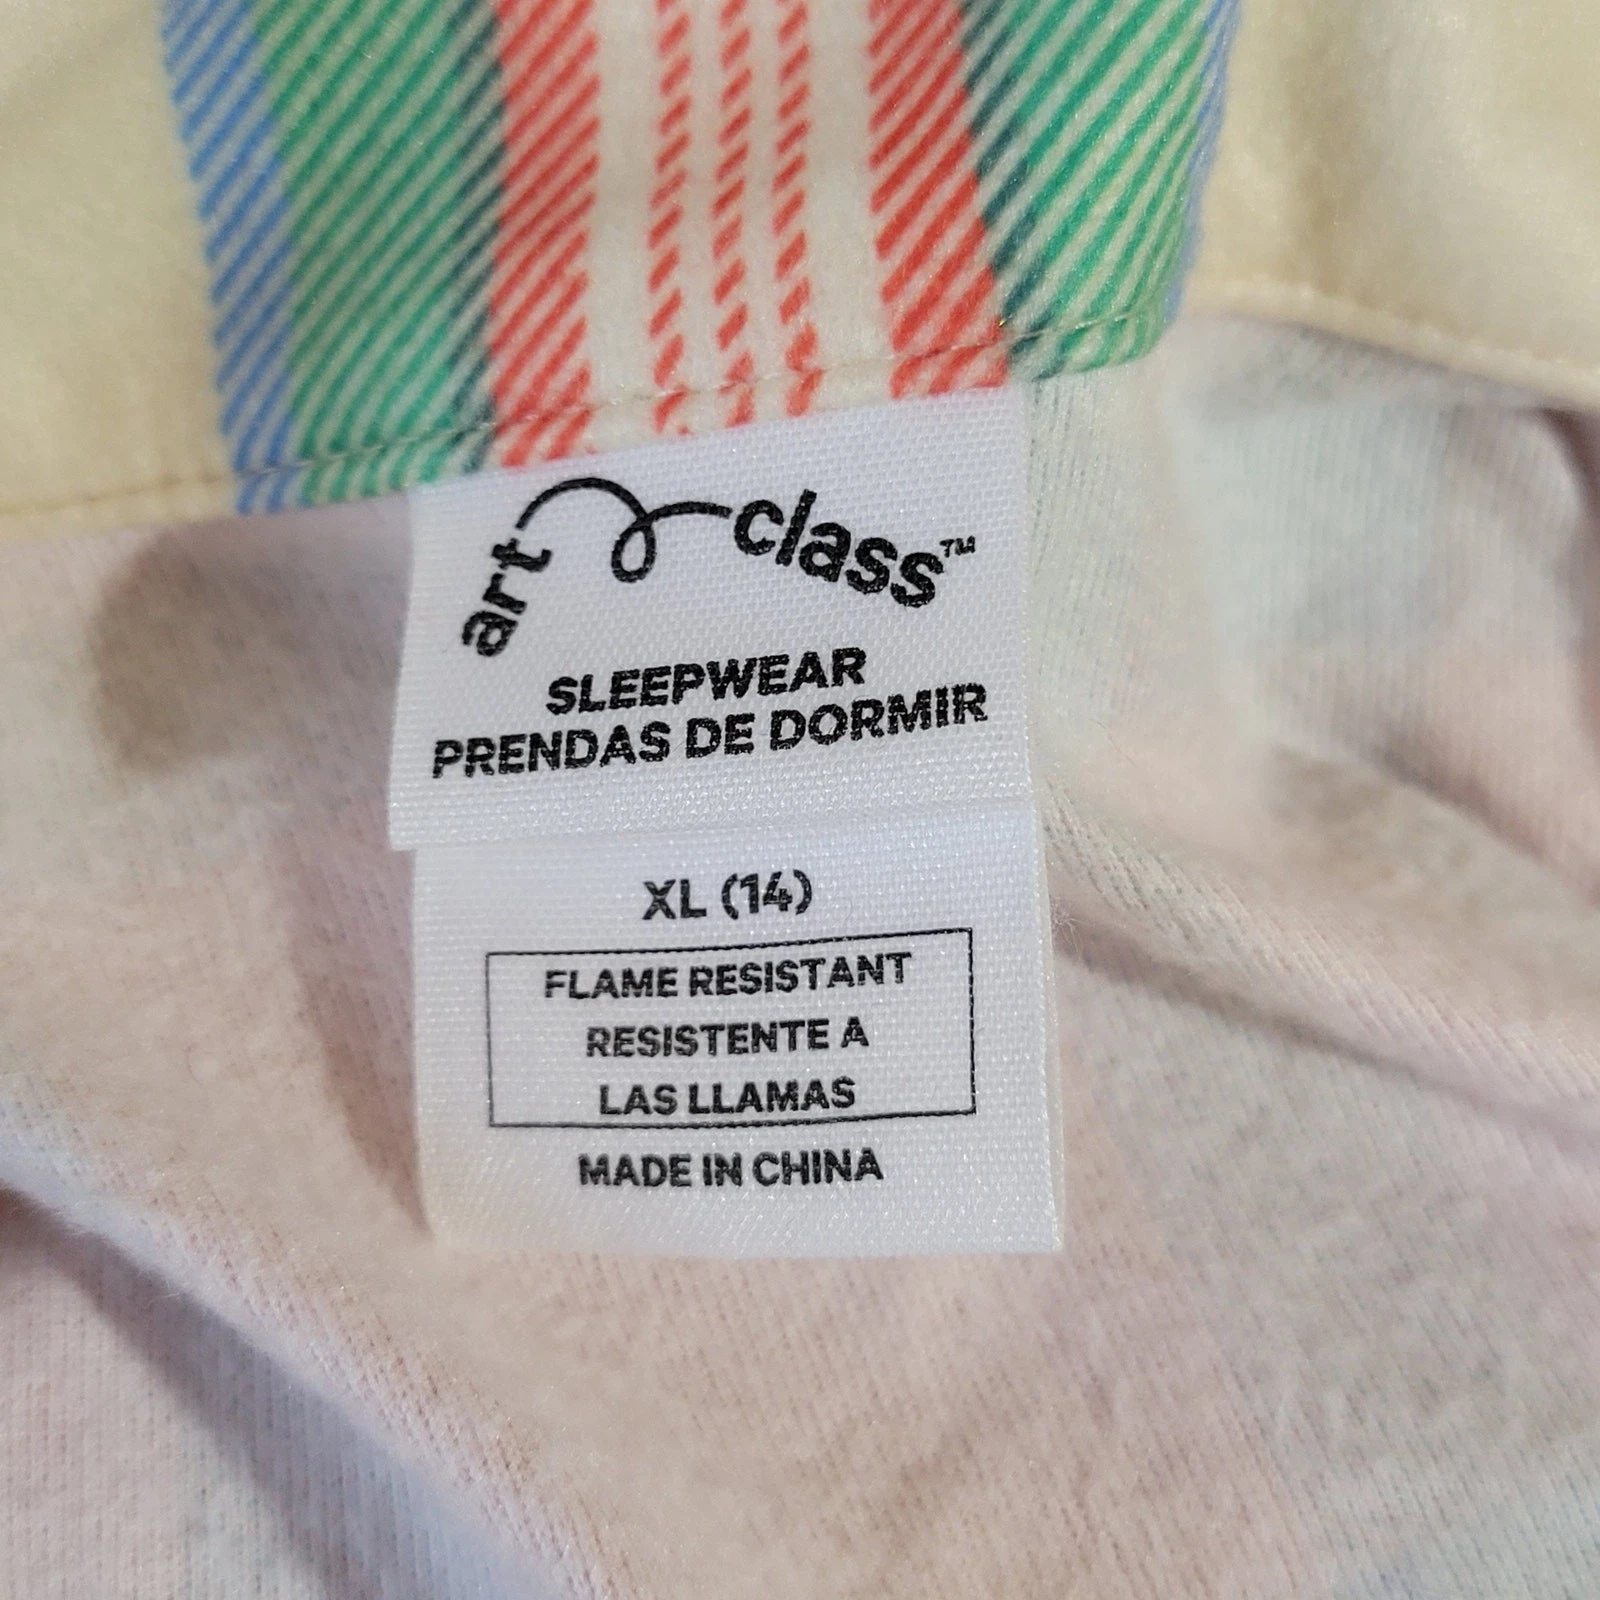 art class™
SLEEPWEAR
PRENDAS DE DORMIR
XL (14)
FLAME RESISTANT
RESISTENTE A
LAS LLAMAS
MADE IN CHINA